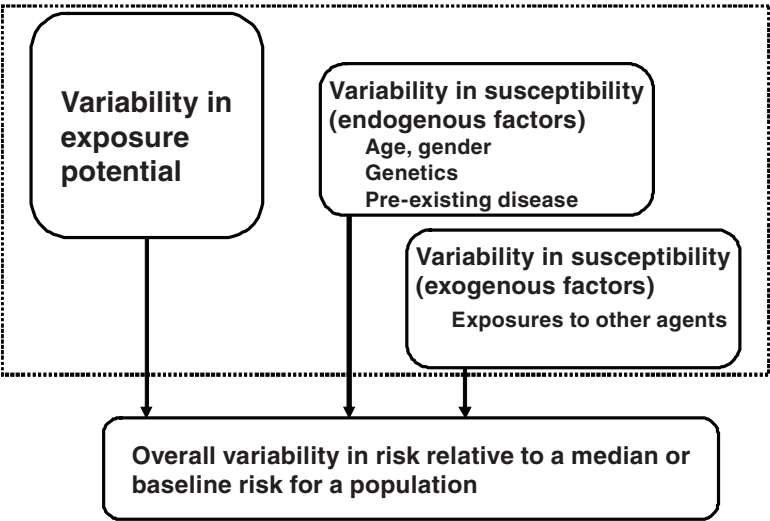 Variability in
exposure
potential
Variability in susceptibility
(endogenous factors)
Age, gender
Genetics
Pre-existing disease
Variability in susceptibility
(exogenous factors)
Exposures to other agents
Overall variability in risk relative to a median or
baseline risk for a population